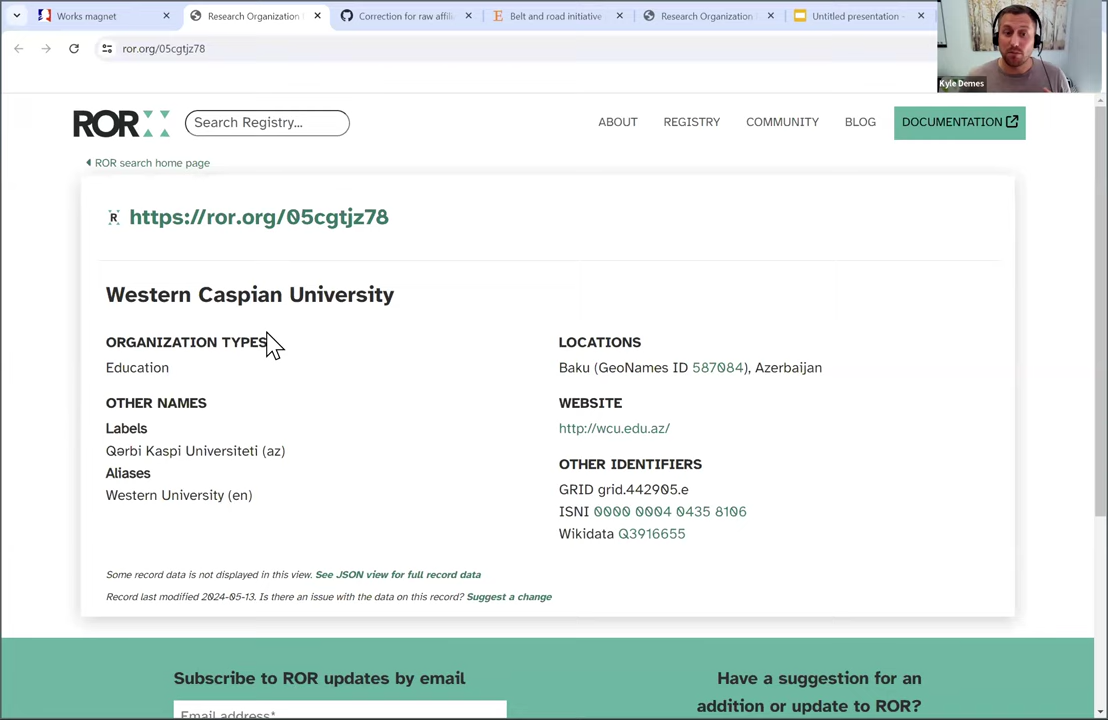 Works magnet
Research Organization
Correction for raw affili
Belt and road initiative
Research Organization
Untitled presentation -
ror.org/05cgtjz78
Kyle Demes
ROR
Search Registry...
ABOUT
REGISTRY
COMMUNITY
BLOG
DOCUMENTATION
ROR search home page
R
https://ror.org/05cgtjz78
Western Caspian University
ORGANIZATION TYPES
Education
OTHER NAMES
Labels
Qərbi Kaspi Universiteti (az)
Aliases
Western University (en)
LOCATIONS
Baku (GeoNames ID 587084), Azerbaijan
WEBSITE
http://wcu.edu.az/
OTHER IDENTIFIERS
GRID grid.442905.e
ISNI 0000 0004 0435 8106
Wikidata Q3916655
Some record data is not displayed in this view. See JSON view for full record data
Record last modified 2024-05-13. Is there an issue with the data on this record? Suggest a change
Subscribe to ROR updates by email
Email address*
Have a suggestion for an
addition or update to ROR?